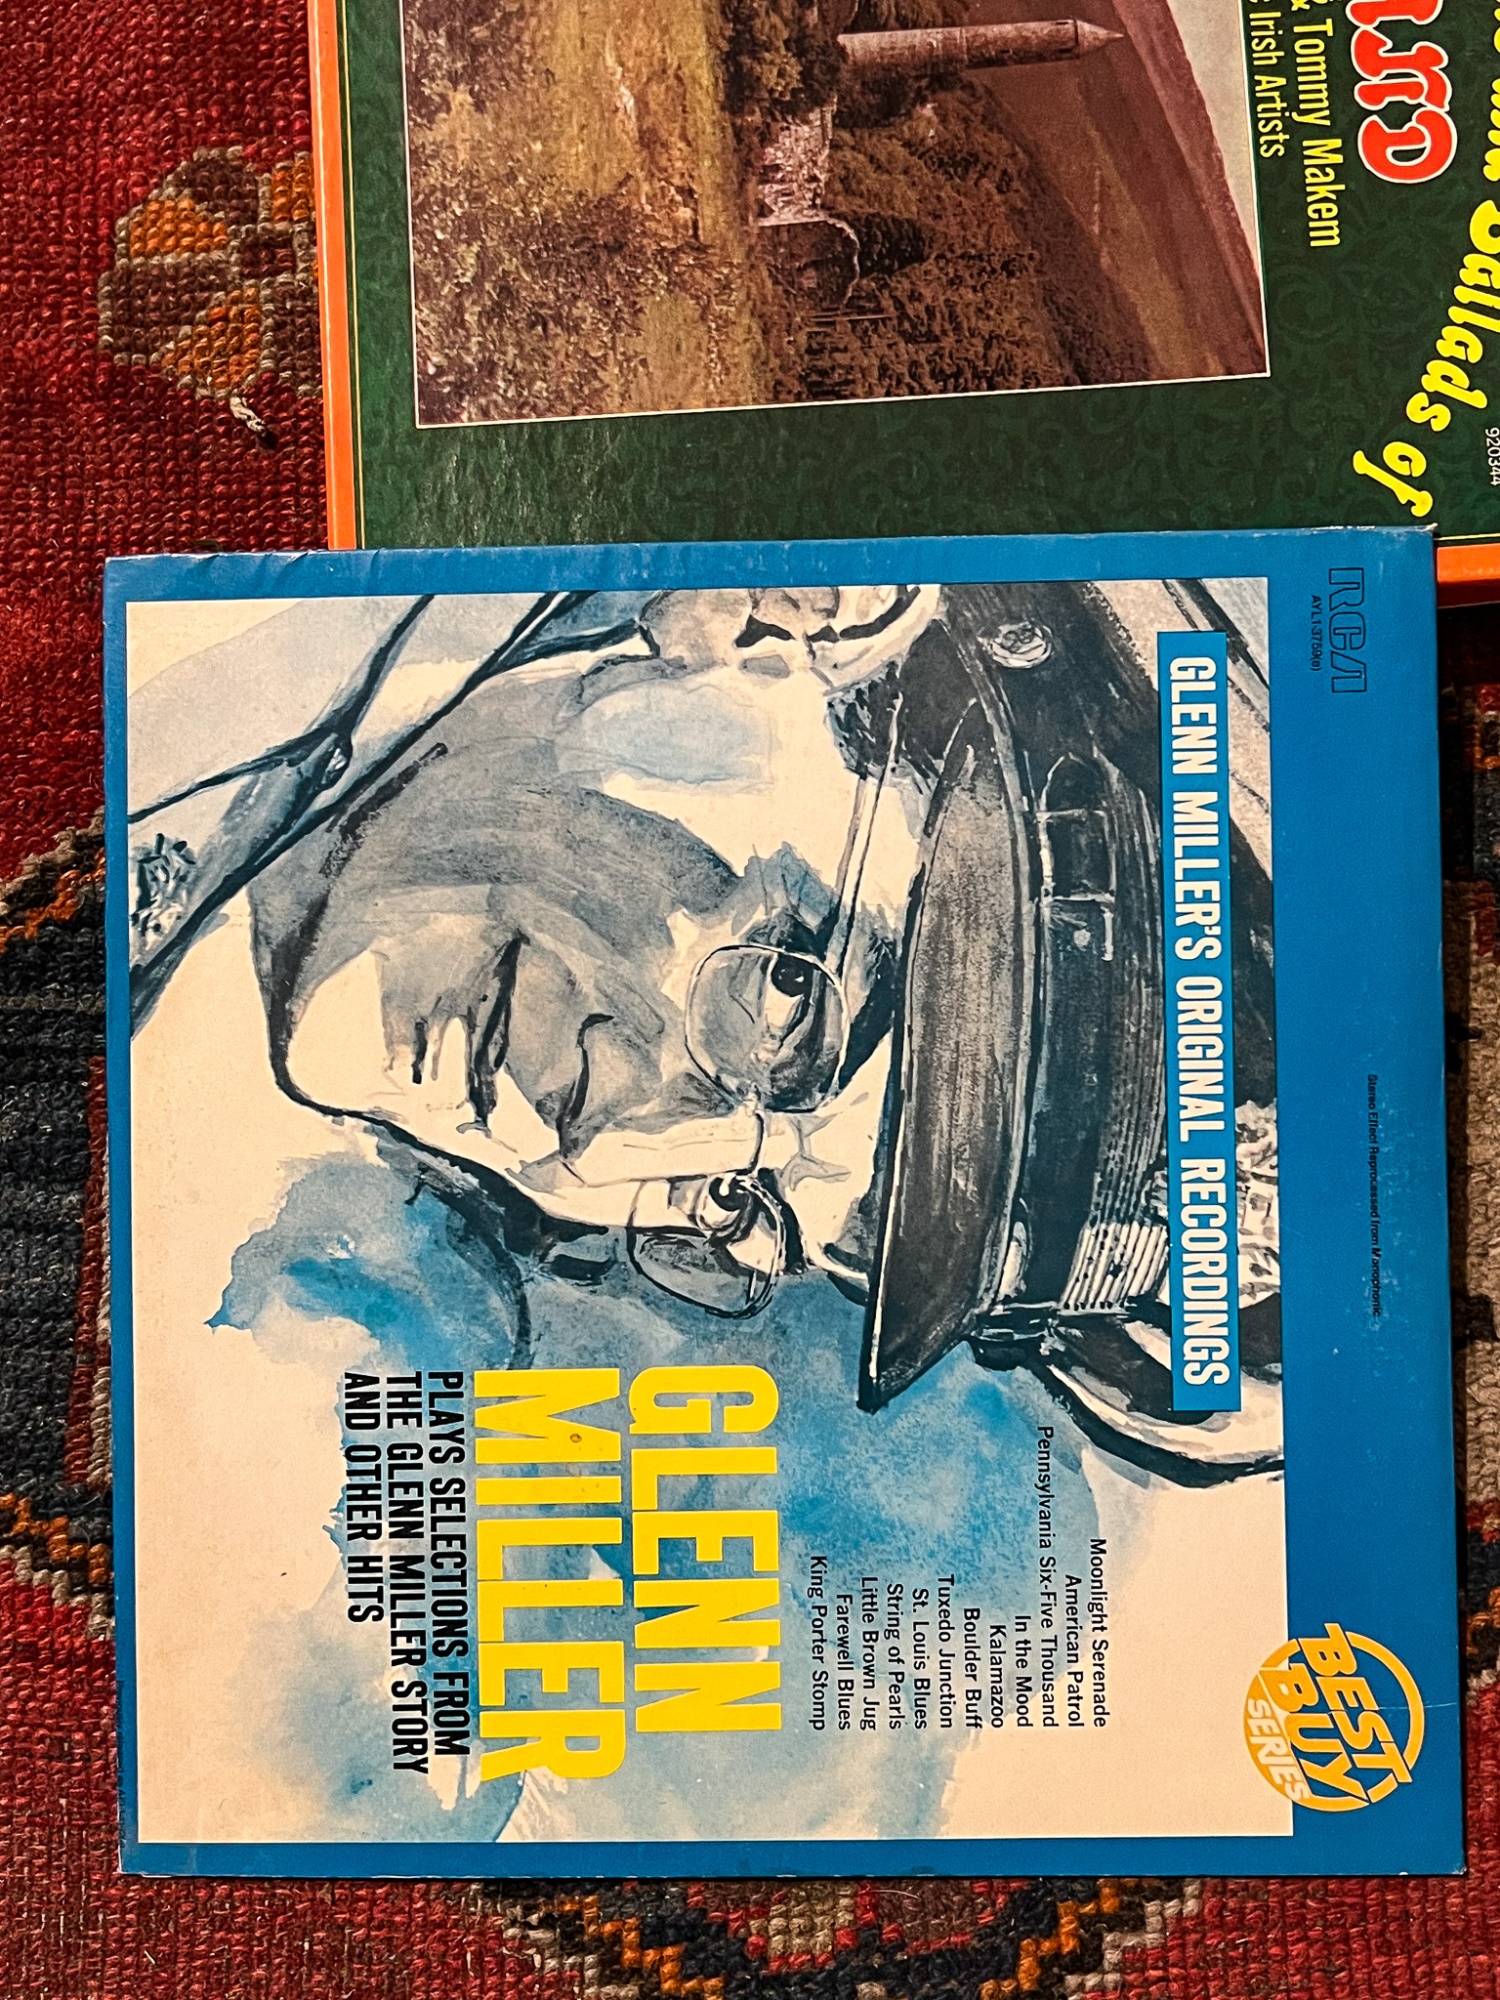 Ballads of
& Tommy Makem
Irish Artists
920344
RCA
AYL1-3759(e)
Stereo Effect Reprocessed from Monophonic
BEST
BUY
SERIES
GLENN MILLER'S ORIGINAL RECORDINGS
Moonlight Serenade
American Patrol
Pennsylvania Six-Five Thousand
In the Mood
Kalamazoo
Boulder Buff
Tuxedo Junction
St. Louis Blues
String of Pearls
Little Brown Jug
Farewell Blues
King Porter Stomp
GLENN
MILLER
PLAYS SELECTIONS FROM
THE GLENN MILLER STORY
AND OTHER HITS